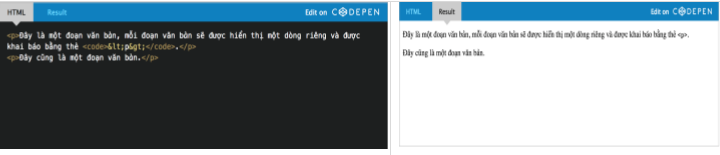 HTML Result Edit on CODEPEN
<p>Đây là một đoạn văn bản, mỗi đoạn văn bản sẽ được hiển thị một dòng riêng và được
khai báo bằng thẻ <code>&lt;p&gt;</code>.</p>
<p>Đây cũng là một đoạn văn bản.</p>
HTML Result Edit on CODEPEN
Đây là một đoạn văn bản, mỗi đoạn văn bản sẽ được hiển thị một dòng riêng và được khai báo bằng thẻ <p>.
Đây cũng là một đoạn văn bản.